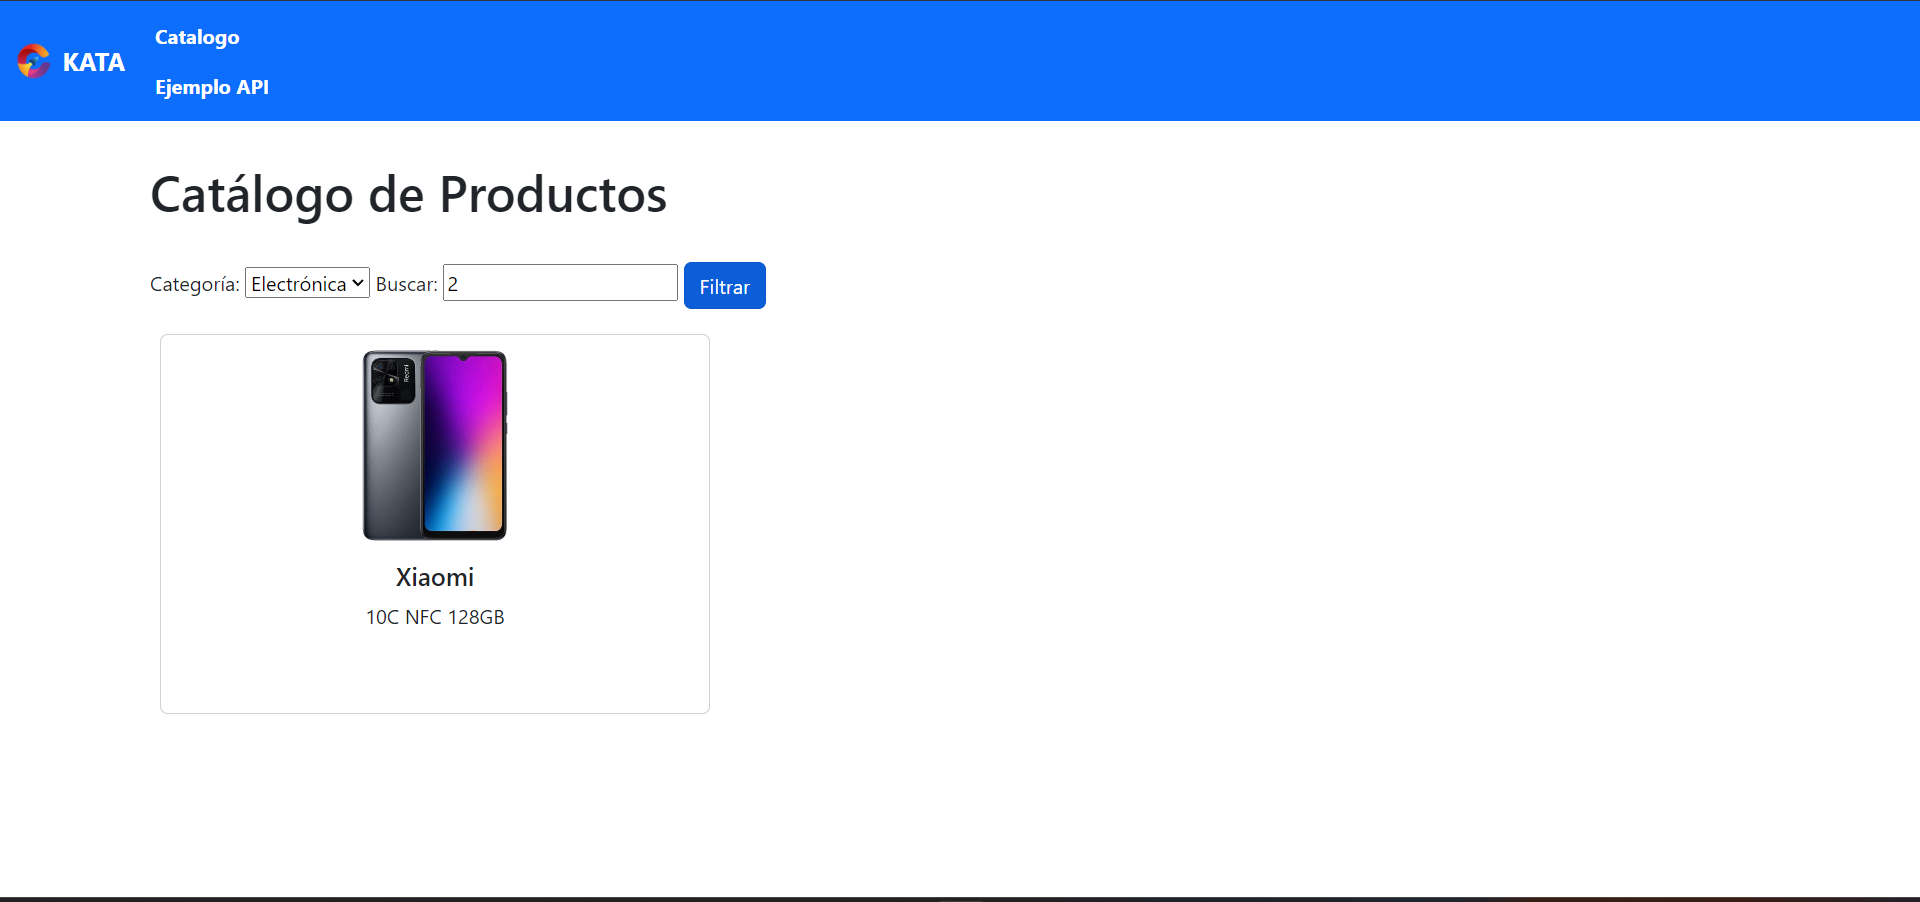 KATA
Catalogo
Ejemplo API
Catálogo de Productos
Categoría: Electrónica Buscar: 2 Filtrar
Redmi
Xiaomi
10C NFC 128GB